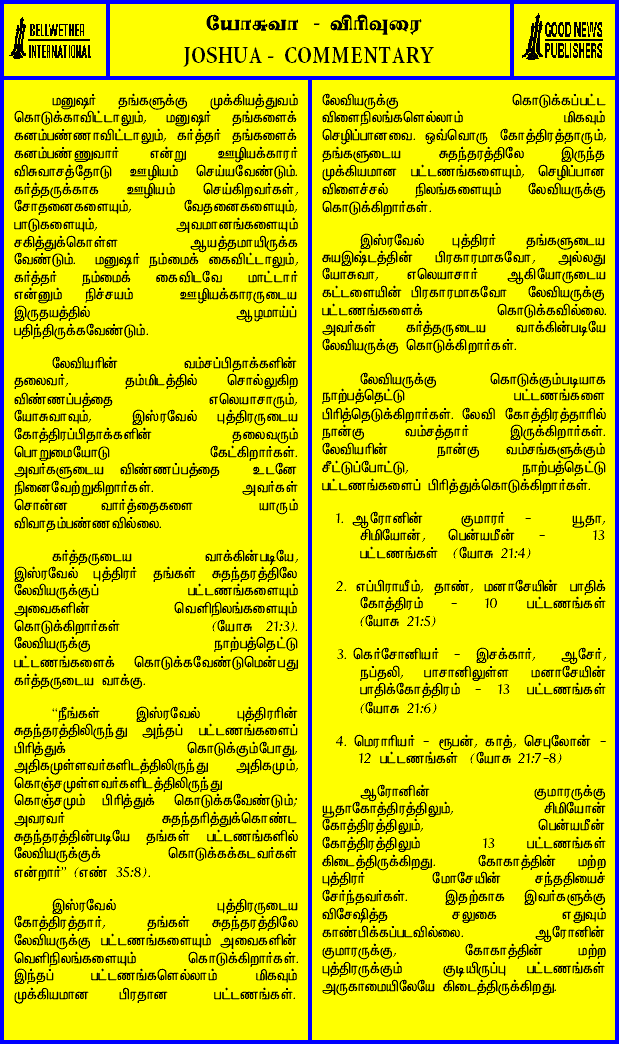 BELLWETHER
INTERNATIONAL
யோசுவா - விரிவுரை
JOSHUA - COMMENTARY
GOOD NEWS
PUBLISHERS
மனுஷர் தங்களுக்கு முக்கியத்துவம்
கொடுக்காவிட்டாலும், மனுஷர் தங்களைக்
கனம்பண்ணாவிட்டாலும், கர்த்தர் தங்களைக்
கனம்பண்ணுவார் என்று ஊழியக்காரர்
விசுவாசத்தோடு ஊழியம் செய்யவேண்டும்.
கர்த்தருக்காக ஊழியம் செய்கிறவர்கள்,
சோதனைகளையும், வேதனைகளையும்,
பாடுகளையும், அவமானங்களையும்
சகித்துக்கொள்ள ஆயத்தமாயிருக்க
வேண்டும். மனுஷர் நம்மைக் கைவிட்டாலும்,
கர்த்தர் நம்மைக் கைவிடவே மாட்டார்
என்னும் நிச்சயம் ஊழியக்காரருடைய
இருதயத்தில் ஆழமாய்ப்
பதிந்திருக்கவேண்டும்.
லேவியரின் வம்சப்பிதாக்களின்
தலைவர், தம்மிடத்தில் சொல்லுகிற
விண்ணப்பத்தை எலெயாசாரும்,
யோசுவாவும், இஸ்ரவேல் புத்திரருடைய
கோத்திரப்பிதாக்களின் தலைவரும்
பொறுமையோடு கேட்கிறார்கள்.
அவர்களுடைய விண்ணப்பத்தை உடனே
நிறைவேற்றுகிறார்கள். அவர்கள்
சொன்ன வார்த்தைகளை யாரும்
விவாதம்பண்ணவில்லை.
கர்த்தருடைய வாக்கின்படியே,
இஸ்ரவேல் புத்திரர் தங்கள் சுதந்தரத்திலே
லேவியருக்குப் பட்டணங்களையும்
அவைகளின் வெளிநிலங்களையும்
கொடுக்கிறார்கள் (யோசு 21:3).
லேவியருக்கு நாற்பத்தெட்டு
பட்டணங்களைக் கொடுக்கவேண்டுமென்பது
கர்த்தருடைய வாக்கு.
“நீங்கள் இஸ்ரவேல் புத்திரரின்
சுதந்தரத்திலிருந்து அந்தப் பட்டணங்களைப்
பிரித்துக் கொடுக்கும்போது,
அதிகமுள்ளவர்களிடத்திலிருந்து அதிகமும்,
கொஞ்சமுள்ளவர்களிடத்திலிருந்து
கொஞ்சமும் பிரித்துக் கொடுக்கவேண்டும்;
அவரவர் சுதந்தரித்துக்கொண்ட
சுதந்தரத்தின்படியே தங்கள் பட்டணங்களில்
லேவியருக்குக் கொடுக்கக்கடவர்கள்
என்றார்” (எண் 35:8).
இஸ்ரவேல் புத்திருடைய
கோத்திரத்தார், தங்கள் சுதந்தரத்திலே
லேவியருக்கு பட்டணங்களையும் அவைகளின்
வெளிநிலங்களையும் கொடுக்கிறார்கள்.
இந்தப் பட்டணங்களெல்லாம் மிகவும்
முக்கியமான பிரதான பட்டணங்கள்.
லேவியருக்கு கொடுக்கப்பட்ட
விளைநிலங்களெல்லாம் மிகவும்
செழிப்பானவை. ஒவ்வொரு கோத்திரத்தாரும்,
தங்களுடைய சுதந்தரத்திலே இருந்த
முக்கியமான பட்டணங்களையும், செழிப்பான
விளைச்சல் நிலங்களையும் லேவியருக்கு
கொடுக்கிறார்கள்.
இஸ்ரவேல் புத்திரர் தங்களுடைய
சுயஇஷ்டத்தின் பிரகாரமாகவோ, அல்லது
யோசுவா, எலெயாசார் ஆகியோருடைய
கட்டளையின் பிரகாரமாகவோ லேவியருக்கு
பட்டணங்களைக் கொடுக்கவில்லை.
அவர்கள் கர்த்தருடைய வாக்கின்படியே
லேவியருக்கு கொடுக்கிறார்கள்.
லேவியருக்கு கொடுக்கும்படியாக
நாற்பத்தெட்டு பட்டணங்களை
பிரித்தெடுக்கிறார்கள். லேவி கோத்திரத்தாரில்
நான்கு வம்சத்தார் இருக்கிறார்கள்.
லேவியரின் நான்கு வம்சங்களுக்கும்
சீட்டுப்போட்டு, நாற்பத்தெட்டு
பட்டணங்களைப் பிரித்துக்கொடுக்கிறார்கள்.
1. ஆரோனின் குமாரர் - யூதா,
சிமியோன், பென்யமீன் - 13
பட்டணங்கள் (யோசு 21:4)
2. எப்பிராயீம், தாண், மனாசேயின் பாதிக்
கோத்திரம் - 10 பட்டணங்கள்
(யோசு 21:5)
3. கெர்சோனியர் - இசக்கார், ஆசேர்,
நப்தலி, பாசானிலுள்ள மனாசேயின்
பாதிக்கோத்திரம் - 13 பட்டணங்கள்
(யோசு 21:6)
4. மெராரியர் - ரூபன், காத், செபுலோன் -
12 பட்டணங்கள் (யோசு 21:7-8)
ஆரோனின் குமாரருக்கு
யூதாகோத்திரத்திலும், சிமியோன்
கோத்திரத்திலும், பென்யமீன்
கோத்திரத்திலும் 13 பட்டணங்கள்
கிடைத்திருக்கிறது. கோகாத்தின் மற்ற
புத்திரர் மோசேயின் சந்ததியைச்
சேர்ந்தவர்கள். இதற்காக இவர்களுக்கு
விசேஷித்த சலுகை எதுவும்
காண்பிக்கப்படவில்லை. ஆரோனின்
குமாரருக்கு, கோகாத்தின் மற்ற
புத்திரருக்கும் குடியிருப்பு பட்டணங்கள்
அருகாமையிலேயே கிடைத்திருக்கிறது.